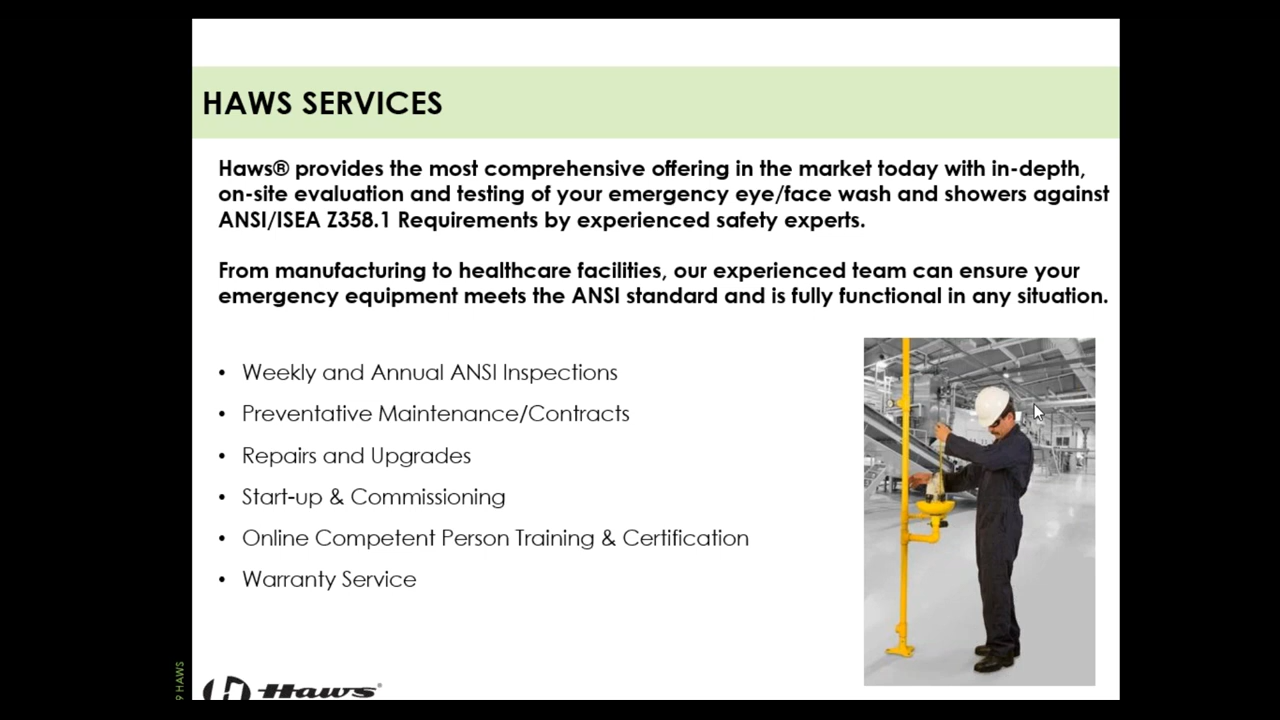 HAWS SERVICES
Haws® provides the most comprehensive offering in the market today with in-depth,
on-site evaluation and testing of your emergency eye/face wash and showers against
ANSI/ISEA Z358.1 Requirements by experienced safety experts.
From manufacturing to healthcare facilities, our experienced team can ensure your
emergency equipment meets the ANSI standard and is fully functional in any situation.
• Weekly and Annual ANSI Inspections
• Preventative Maintenance/Contracts
• Repairs and Upgrades
• Start-up & Commissioning
• Online Competent Person Training & Certification
• Warranty Service
9 HAWS
Haws®